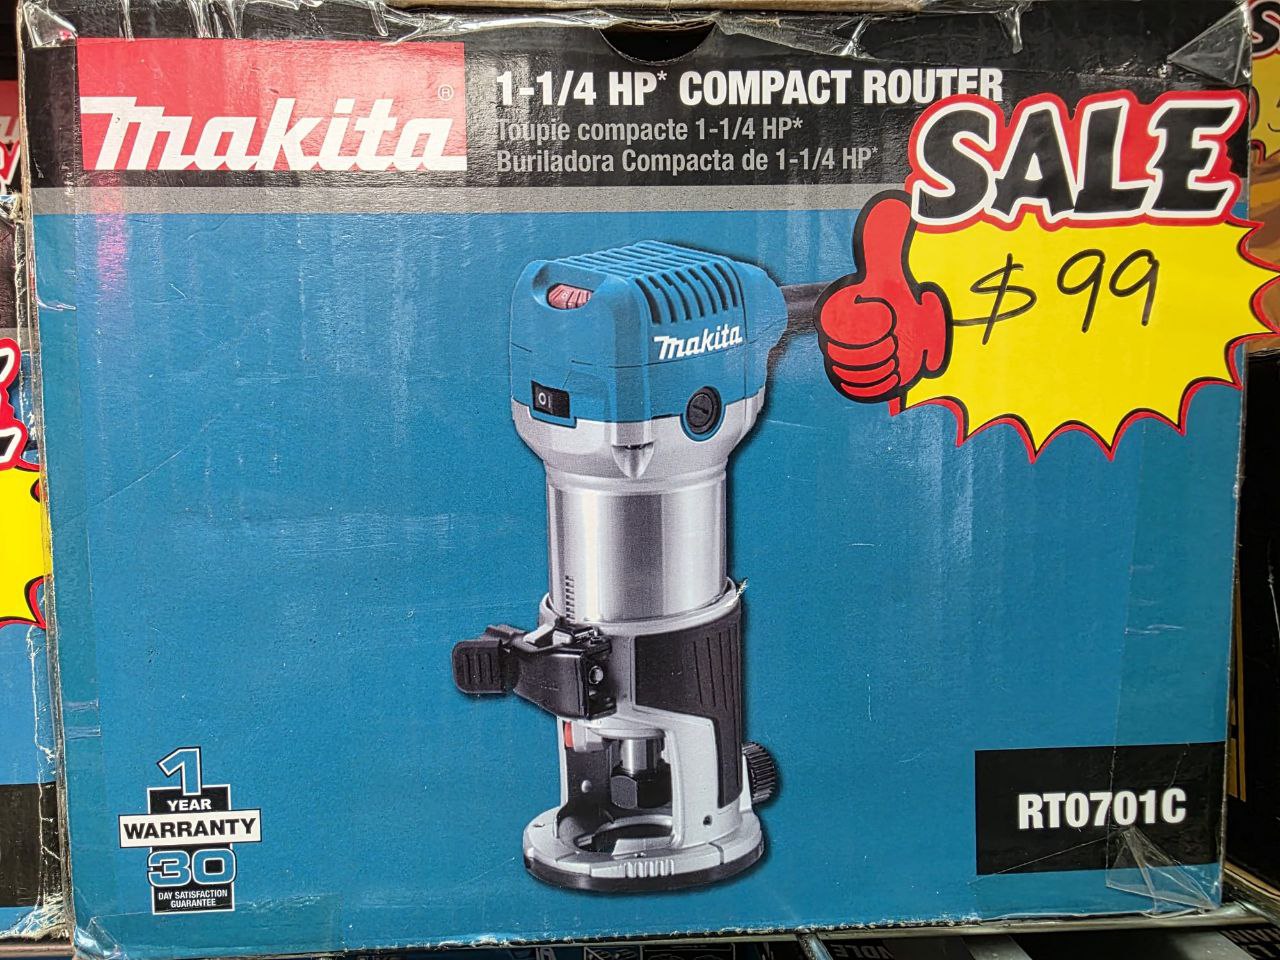 makita®
1-1/4 HP* COMPACT ROUTER
Toupie compacte 1-1/4 HP*
Buriladora Compacta de 1-1/4 HP*
SALE
$99
makita
1
YEAR
WARRANTY
30
DAY SATISFACTION
GUARANTEE
RT0701C